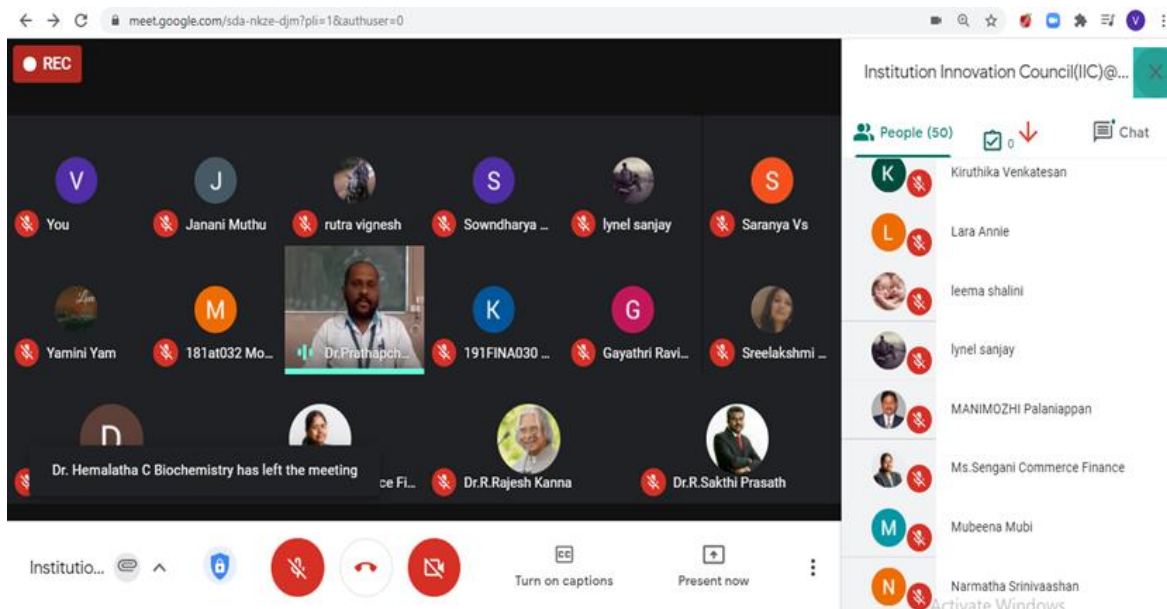 meet.google.com/sda-nkze-djm?pli=1&authuser=0
V
REC
Institution Innovation Council(IIC)@...
People (50)
0
Chat
V
J
S
S
You
Janani Muthu
rutra vignesh
Sowndharya ...
lynel sanjay
Saranya Vs
M
K
G
Yamini Yam
181at032 Mo...
Dr.Prathapch...
191FINA030 ...
Gayathri Ravi...
Sreelakshmi ...
D
Dr. Hemalatha C Biochemistry has left the meeting
ce Fi...
Dr.R.Rajesh Kanna
Dr.R.Sakthi Prasath
K
Kiruthika Venkatesan
L
Lara Annie
leema shalini
lynel sanjay
MANIMOZHI Palaniappan
Ms.Sengani Commerce Finance
M
Mubeena Mubi
N
Narmatha Srinivaashan
Activate Windows
Institutio...
CC
Turn on captions
Present now